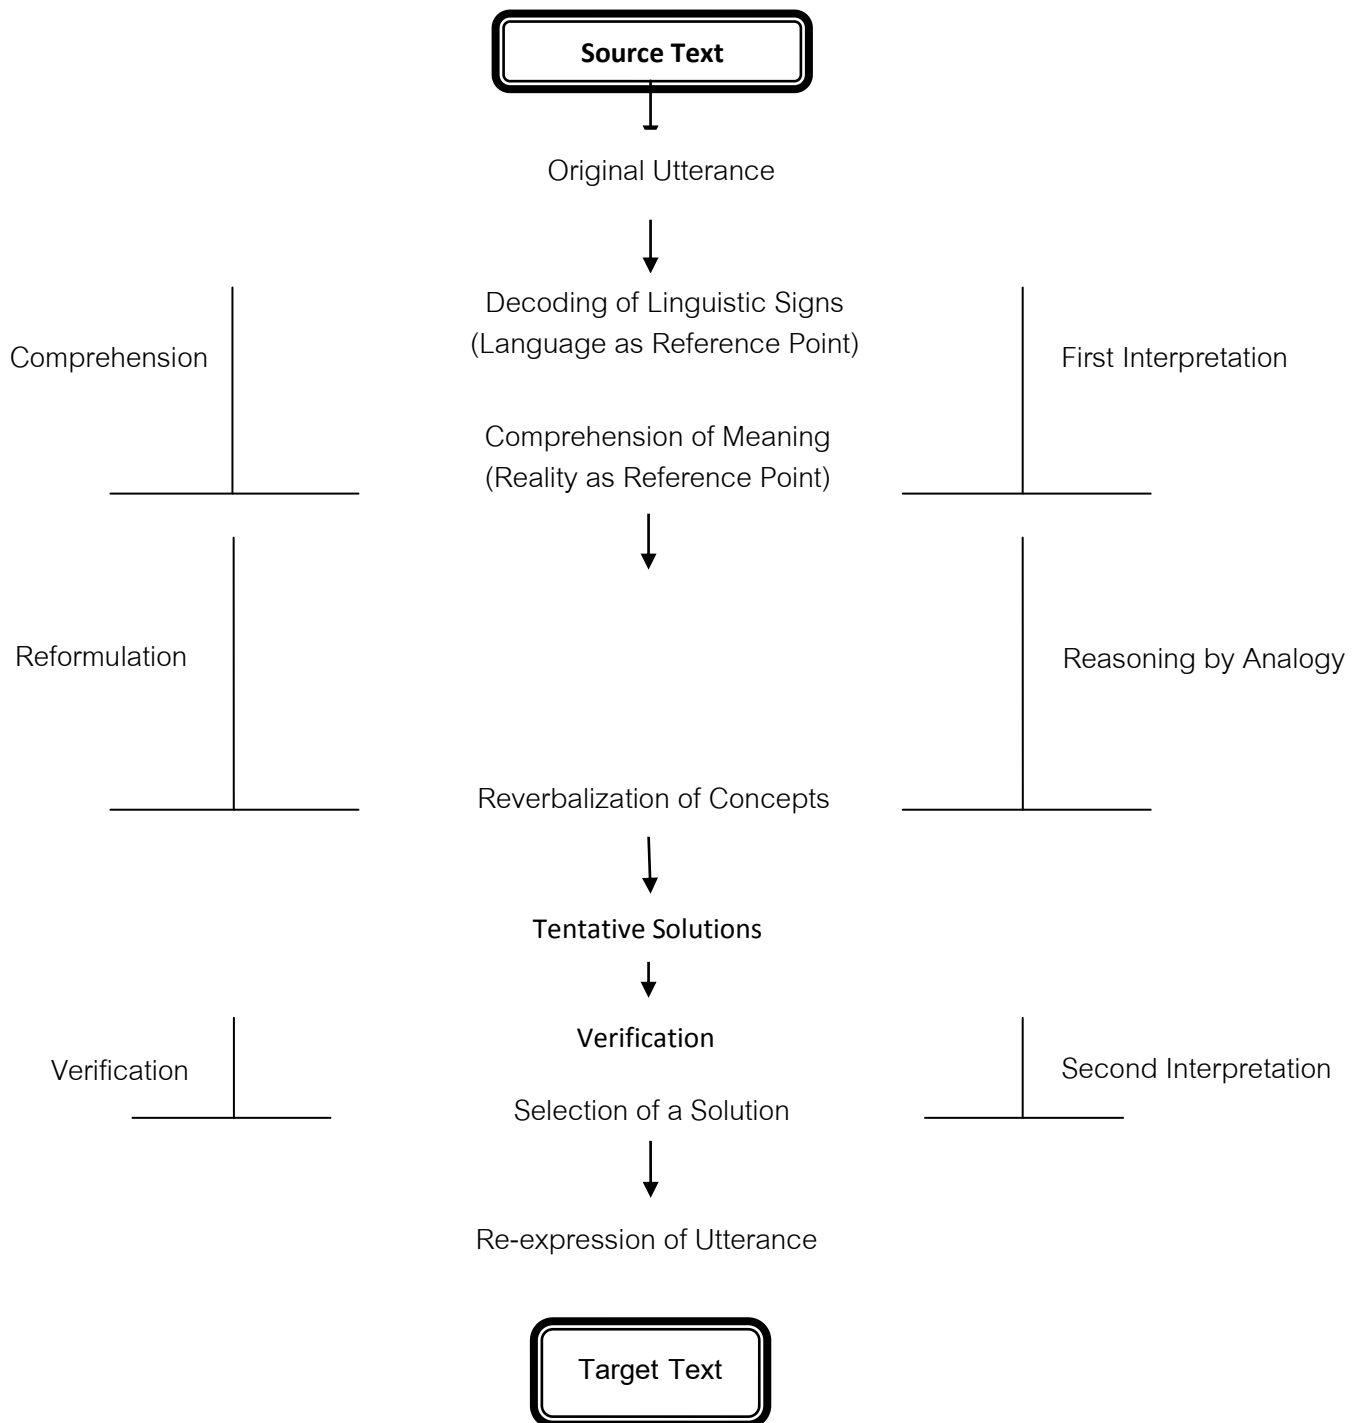 Source Text
Original Utterance
Decoding of Linguistic Signs
(Language as Reference Point)
Comprehension
First Interpretation
Comprehension of Meaning
(Reality as Reference Point)
Reformulation
Reasoning by Analogy
Reverbalization of Concepts
Tentative Solutions
Verification
Verification
Second Interpretation
Selection of a Solution
Re-expression of Utterance
Target Text